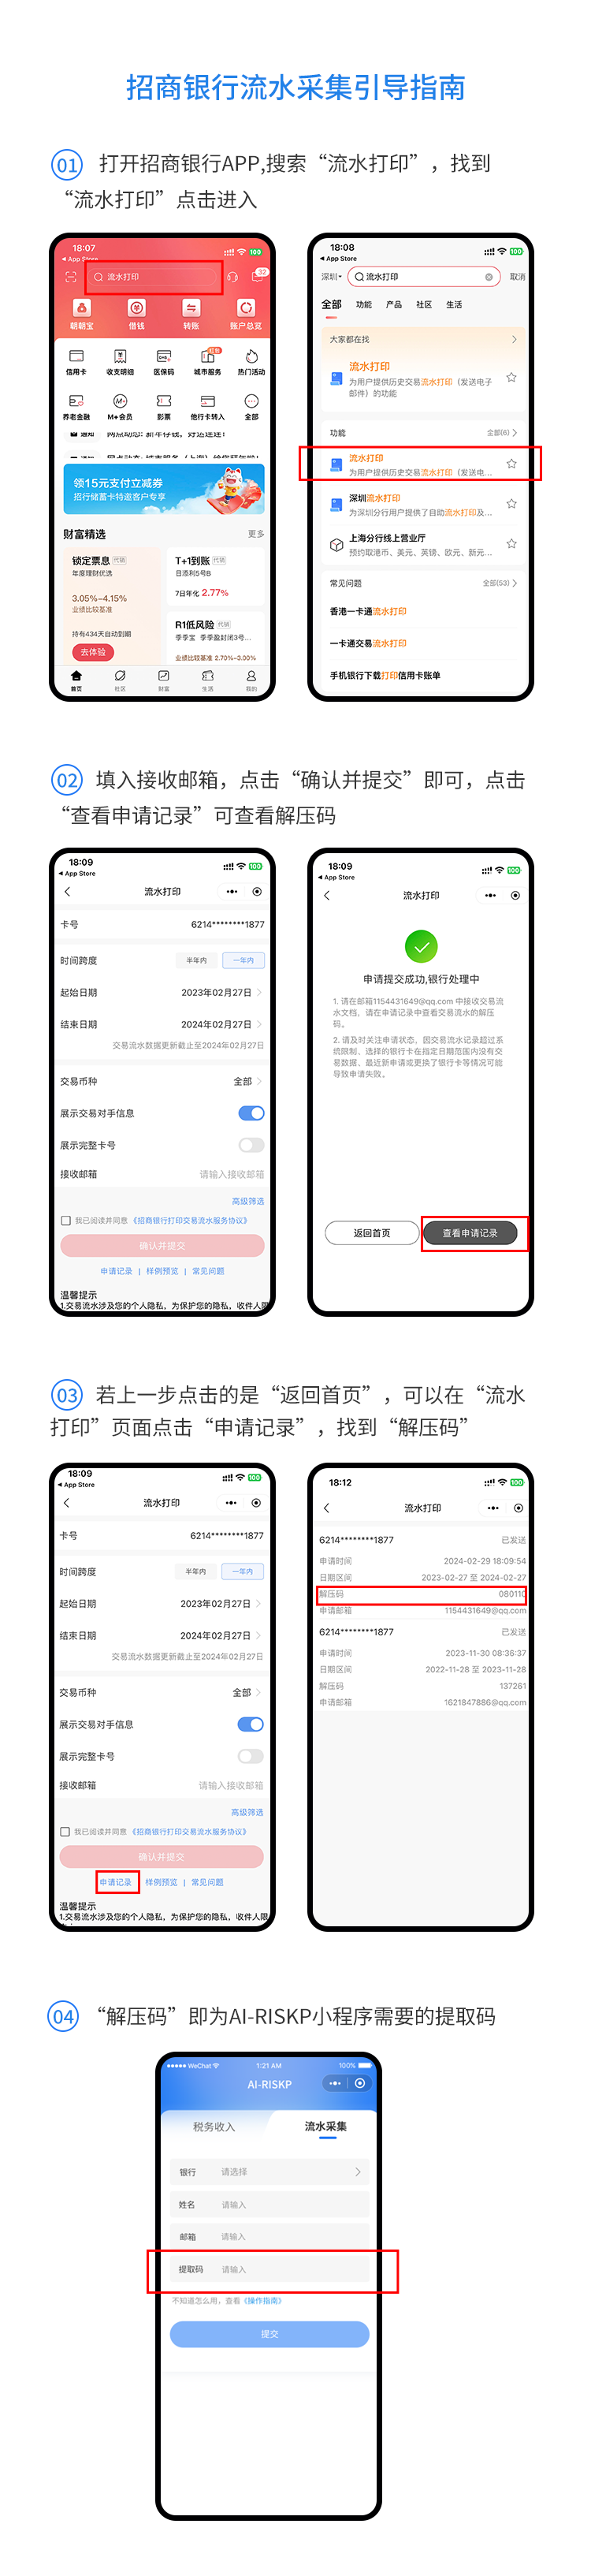 招商银行流水采集引导指南
01 打开招商银行APP,搜索“流水打印”，找到
“流水打印”点击进入
18:07
100
App Store
流水打印
32
朝朝宝 借钱 转账 账户总览
信用卡 收支明细 医保码 城市服务 热门活动
养老金融 M+会员 影票 他行卡转入 全部
领15元支付立减券
招行储蓄卡特邀客户专享
财富精选 更多
锁定票息 代销
年度理财优选
3.05%-4.15%
业绩比较基准
持有434天自动到期
去体验
T+1到账 代销
日添利5号B
7日年化 2.77%
R1低风险 代销
季季宝 季季盈封闭3号...
业绩比较基准 2.70%-3.00%
首页 社区 财富 生活 我的
18:08
100
App Store
深圳 流水打印 取消
全部 功能 产品 社区 生活
大家都在找
流水打印
为用户提供历史交易流水打印（发送电子
邮件）的功能
功能 全部(6)
流水打印
为用户提供历史交易流水打印（发送电...
深圳流水打印
为深圳分行用户提供了自助流水打印及...
上海分行线上营业厅
预约取港币、美元、英镑、欧元、新元...
常见问题 全部(53)
香港一卡通流水打印
一卡通交易流水打印
手机银行下载打印信用卡账单
02 填入接收邮箱，点击“确认并提交”即可，点击
“查看申请记录”可查看解压码
18:09
100
App Store
流水打印
卡号 6214********1877
时间跨度 半年内 一年内
起始日期 2023年02月27日
结束日期 2024年02月27日
交易流水数据更新截止至2024年02月27日
交易币种 全部
展示交易对手信息
展示完整卡号
接收邮箱 请输入接收邮箱
高级筛选
我已阅读并同意《招商银行打印交易流水服务协议》
确认并提交
申请记录 | 样例预览 | 常见问题
温馨提示
1.交易流水涉及您的个人隐私，为保护您的隐私，收件人限
18:09
100
App Store
流水打印
申请提交成功,银行处理中
1. 请在邮箱1154431649@qq.com 中接收交易流
水文档，请在申请记录中查看交易流水的解压
码。
2. 请及时关注申请状态，因交易流水记录超过系
统限制、选择的银行卡在指定日期范围内没有交
易数据、最近新申请或更换了银行卡等情况可能
导致申请失败。
返回首页 查看申请记录
03 若上一步点击的是“返回首页”，可以在“流水
打印”页面点击“申请记录”，找到“解压码”
18:09
100
App Store
流水打印
卡号 6214********1877
时间跨度 半年内 一年内
起始日期 2023年02月27日
结束日期 2024年02月27日
交易流水数据更新截止至2024年02月27日
交易币种 全部
展示交易对手信息
展示完整卡号
接收邮箱 请输入接收邮箱
高级筛选
我已阅读并同意《招商银行打印交易流水服务协议》
确认并提交
申请记录 样例预览 | 常见问题
温馨提示
1.交易流水涉及您的个人隐私，为保护您的隐私，收件人限
18:12
100
流水打印
6214********1877 已发送
申请时间 2024-02-29 18:09:54
日期区间 2023-02-27 至 2024-02-27
解压码 080110
申请邮箱 1154431649@qq.com
6214********1877 已发送
申请时间 2023-11-30 08:36:37
日期区间 2022-11-28 至 2023-11-28
解压码 137261
申请邮箱 1621847886@qq.com
04 “解压码”即为AI-RISKP小程序需要的提取码
WeChat 1:21 AM 100%
AI-RISKP
税务收入 流水采集
银行 请选择
姓名 请输入
邮箱 请输入
提取码 请输入
不知道怎么用，查看《操作指南》
提交